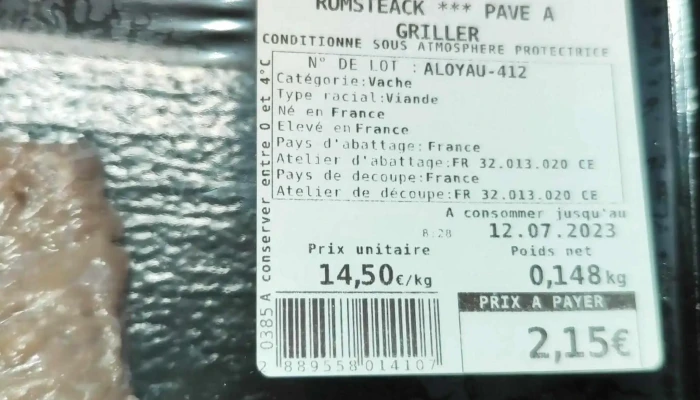 ROMSTEACK *** PAVE A
GRILLER
CONDITIONNE SOUS ATMOSPHERE PROTECTRICE
N° DE LOT : ALOYAU-412
Catégorie:Vache
Type racial:Viande
Né en France
Elevé en France
Pays d'abattage: France
Atelier d'abattage:FR 32.013.020 CE
Pays de decoupe:France
Atelier de découpe:FR 32.013.020 CE
A conserver entre 0 et 4°C
A consommer jusqu'au
12.07.2023
Prix unitaire
Poids net
14,50€/kg
0,148kg
PRIX A PAYER
2,15€
0385
889558 014107